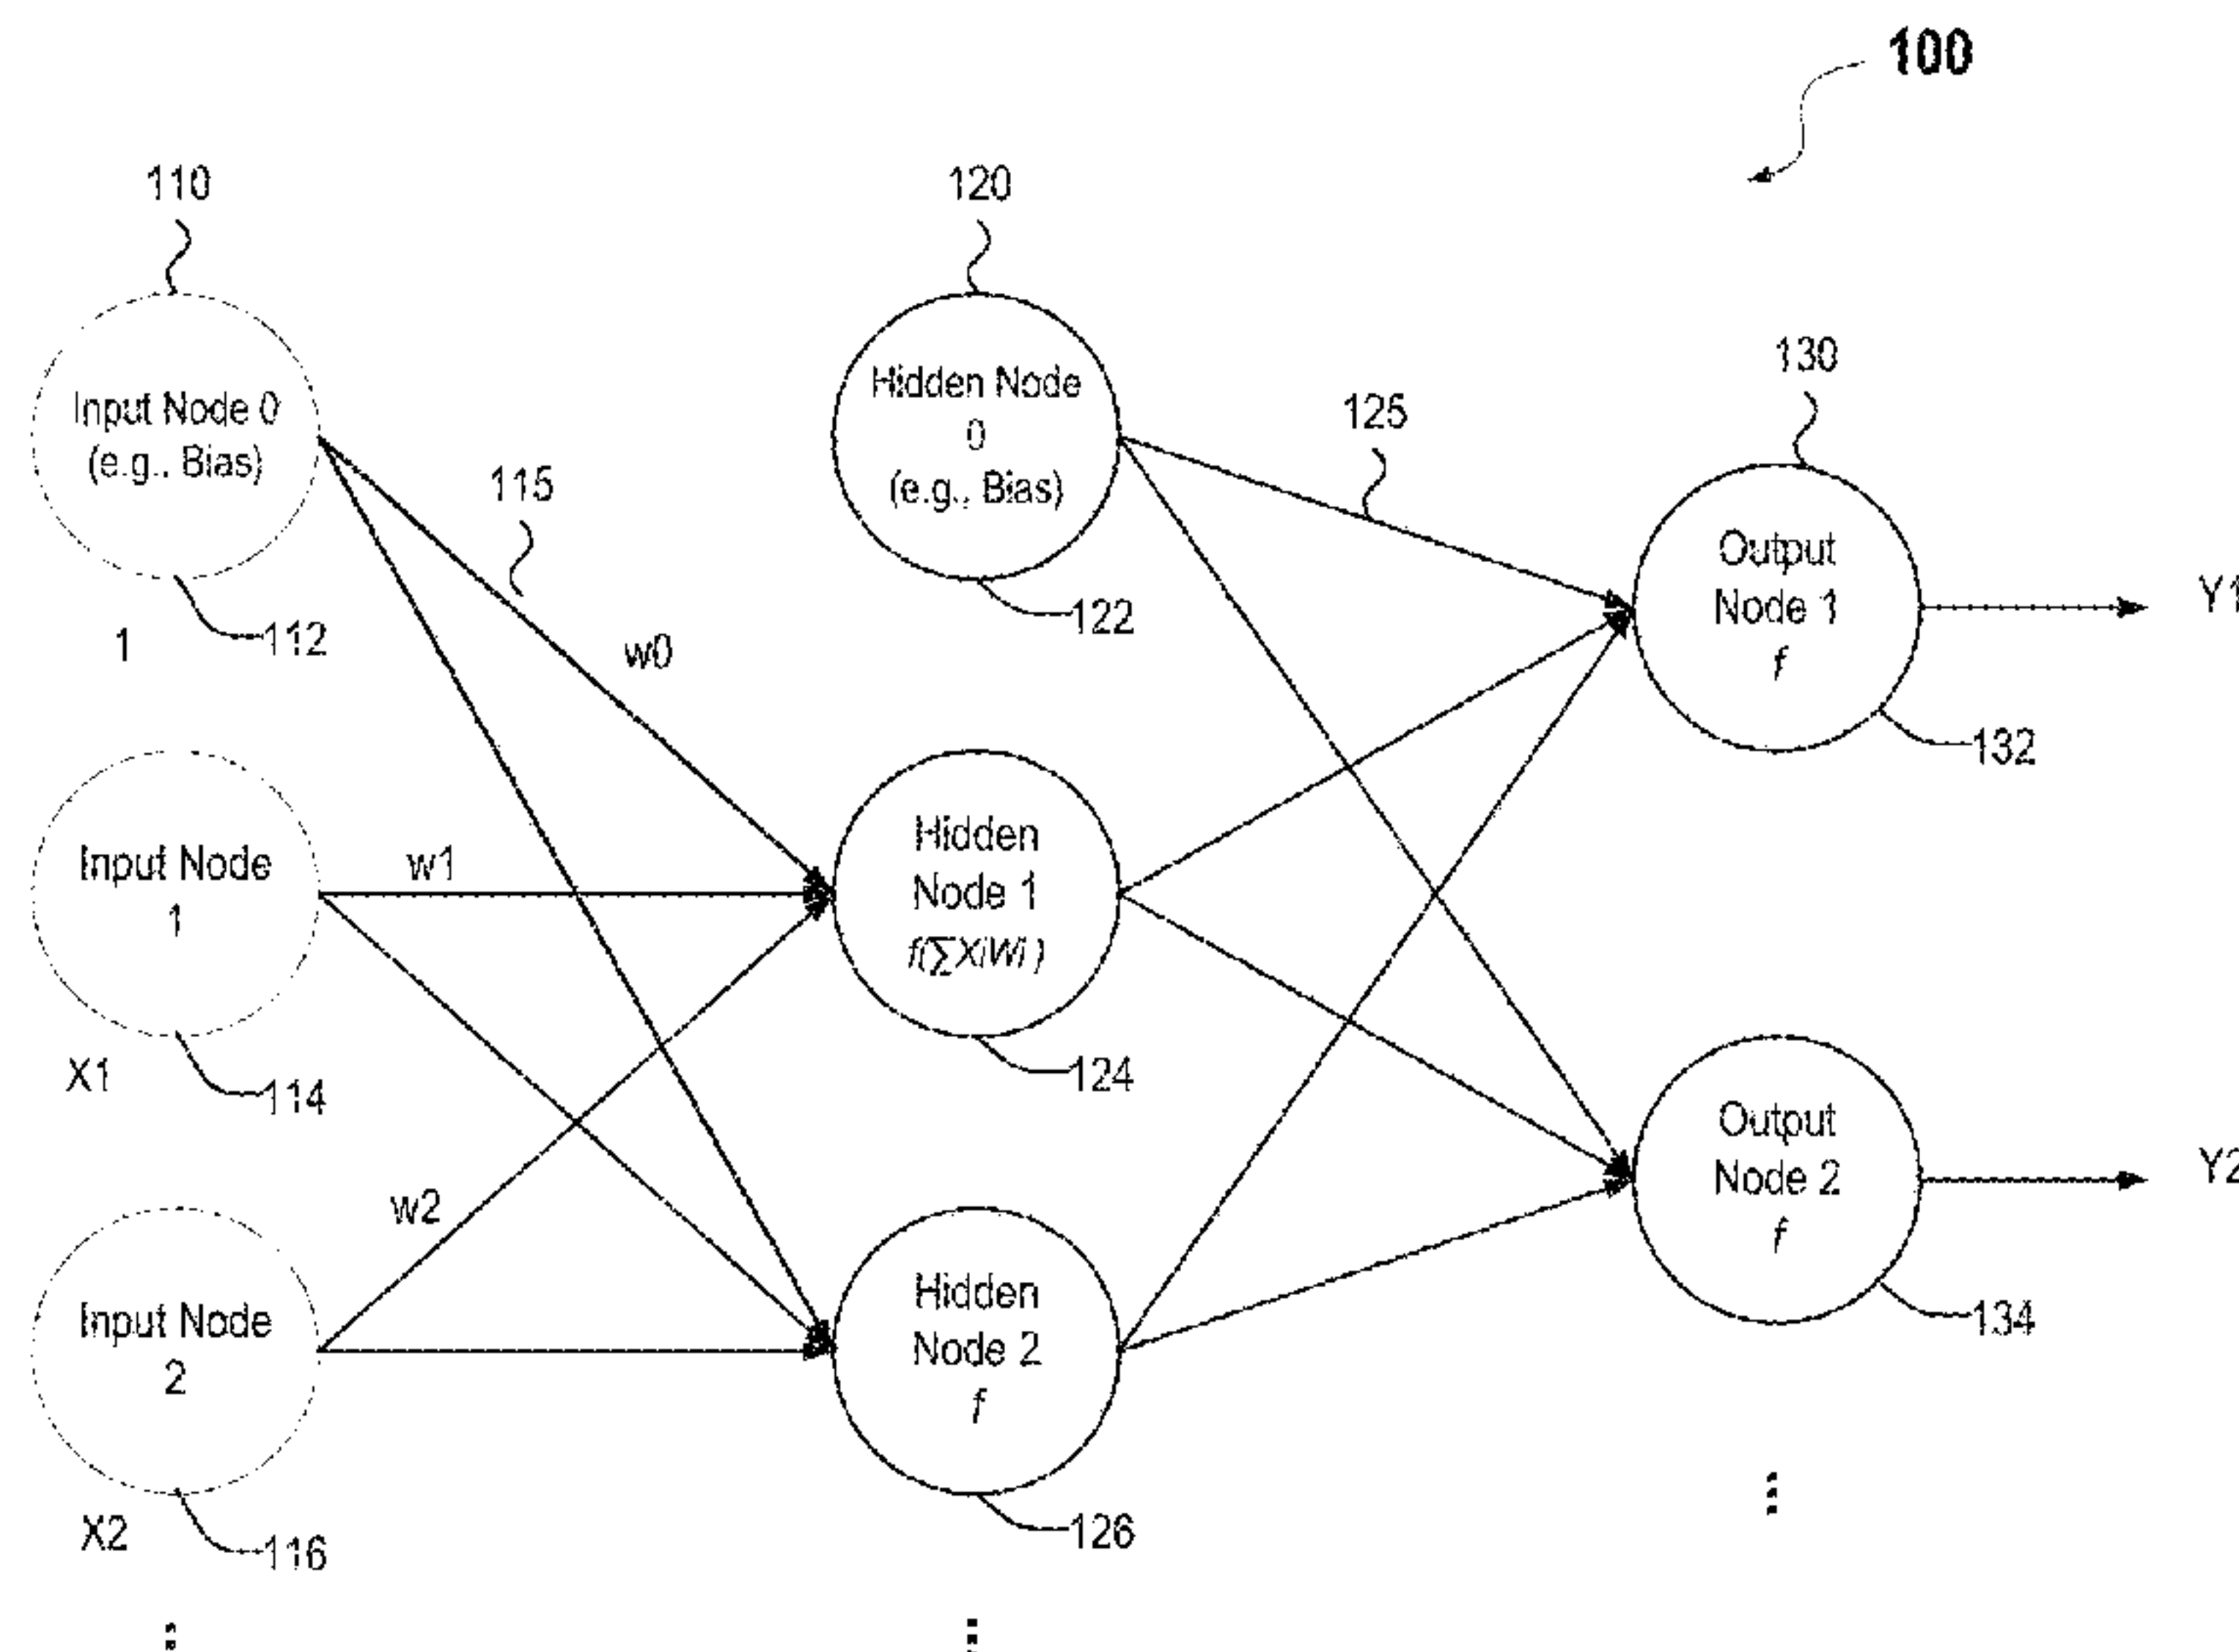 100
110
120
130
Input Node 0
(e.g., Bias)
Hidden Node
0
(e.g., Bias)
115
125
Output
Node 1
f
Y1
112
1
122
w0
132
Input Node
1
w1
Hidden
Node 1
f(∑XiWi)
X1
114
124
Output
Node 2
f
Y2
w2
Input Node
2
Hidden
Node 2
f
134
X2
116
126